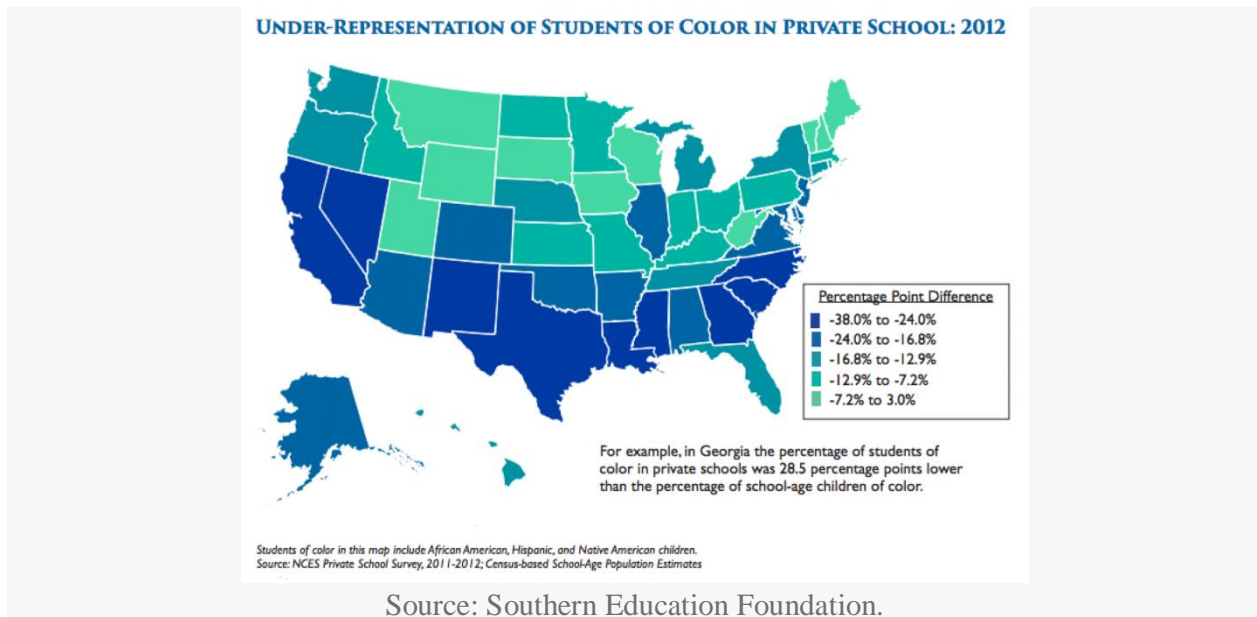 UNDER-REPRESENTATION OF STUDENTS OF COLOR IN PRIVATE SCHOOL: 2012
Percentage Point Difference
-38.0% to -24.0%
-24.0% to -16.8%
-16.8% to -12.9%
-12.9% to -7.2%
-7.2% to 3.0%
For example, in Georgia the percentage of students of
color in private schools was 28.5 percentage points lower
than the percentage of school-age children of color.
Students of color in this map include African American, Hispanic, and Native American children.
Source: NCES Private School Survey, 2011-2012; Census-based School-Age Population Estimates
Source: Southern Education Foundation.